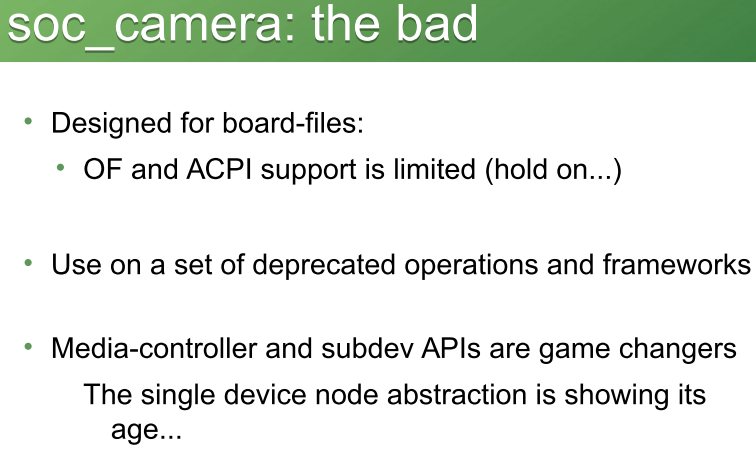 soc_camera: the bad
• Designed for board-files:
• OF and ACPI support is limited (hold on...)
• Use on a set of deprecated operations and frameworks
• Media-controller and subdev APIs are game changers
The single device node abstraction is showing its
age...